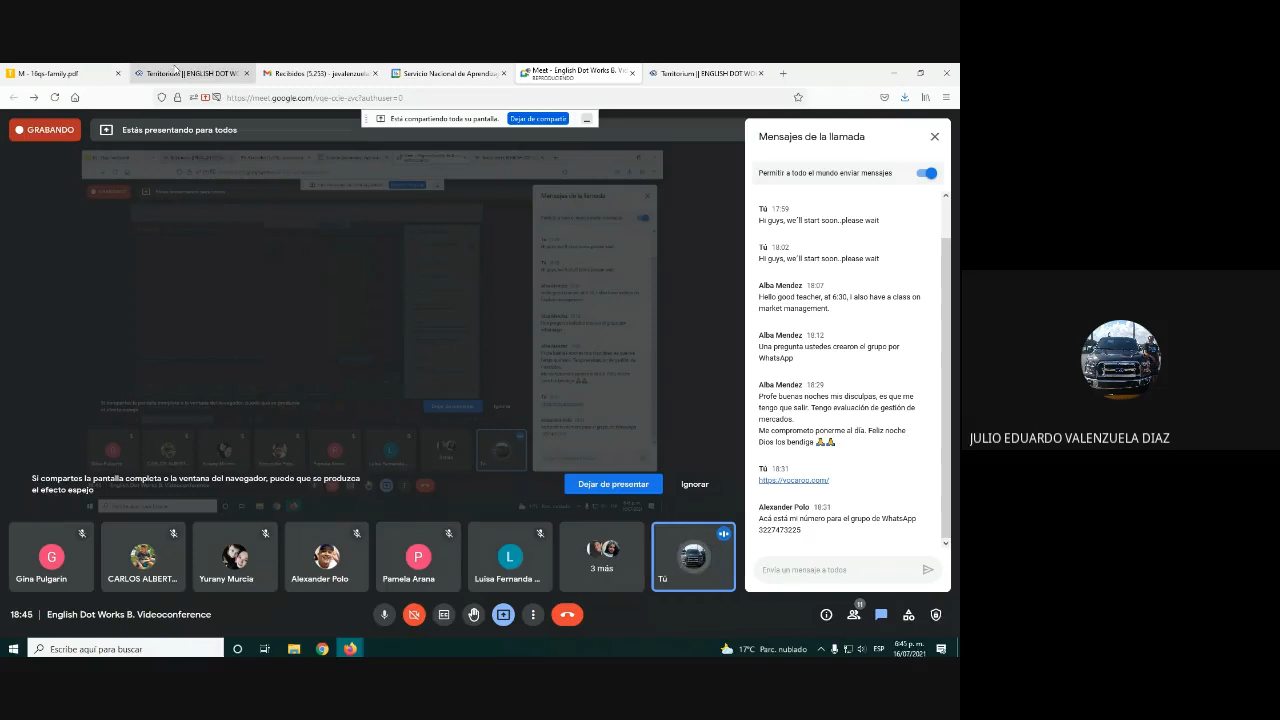 M - 16qs-family.pdf
Territorium || ENGLISH DOT WO
Recibidos (5.253) - jevalenzuela
Servicio Nacional de Aprendizaj
Meet - English Dot Works B. Vi
REPRODUCIENDO
Territorium || ENGLISH DOT WO
https://meet.google.com/vqe-ccie-zvc?authuser=0
GRABANDO
Estás presentando para todos
Está compartiendo toda su pantalla.
Dejar de compartir
Mensajes de la llamada
Permitir a todo el mundo enviar mensajes
Tú 17:59
Hi guys, we'll start soon..please wait
Tú 18:02
Hi guys, we'll start soon..please wait
Alba Mendez 18:07
Hello good teacher, at 6:30, I also have a class on
market management.
Alba Mendez 18:12
Una pregunta ustedes crearon el grupo por
WhatsApp
Alba Mendez 18:29
Profe buenas noches mis disculpas, es que me
tengo que salir. Tengo evaluación de gestión de
mercados.
Me comprometo ponerme al día. Feliz noche
Dios los bendiga 🙏🙏
Tú 18:31
https://vocaroo.com/
Alexander Polo 18:31
Acá está mi número para el grupo de WhatsApp
3227473225
Envía un mensaje a todos
Si compartes la pantalla completa o la ventana del navegador, puede que se produzca
el efecto espejo
Dejar de presentar
Ignorar
G
Gina Pulgarin
CARLOS ALBERT...
Yurany Murcia
Alexander Polo
P
Pamela Arana
L
Luisa Fernanda ...
3 más
Tú
18:45 | English Dot Works B. Videoconference
11
Escribe aquí para buscar
17°C Parc. nublado
ESP
6:45 p. m.
16/07/2021
JULIO EDUARDO VALENZUELA DIAZ